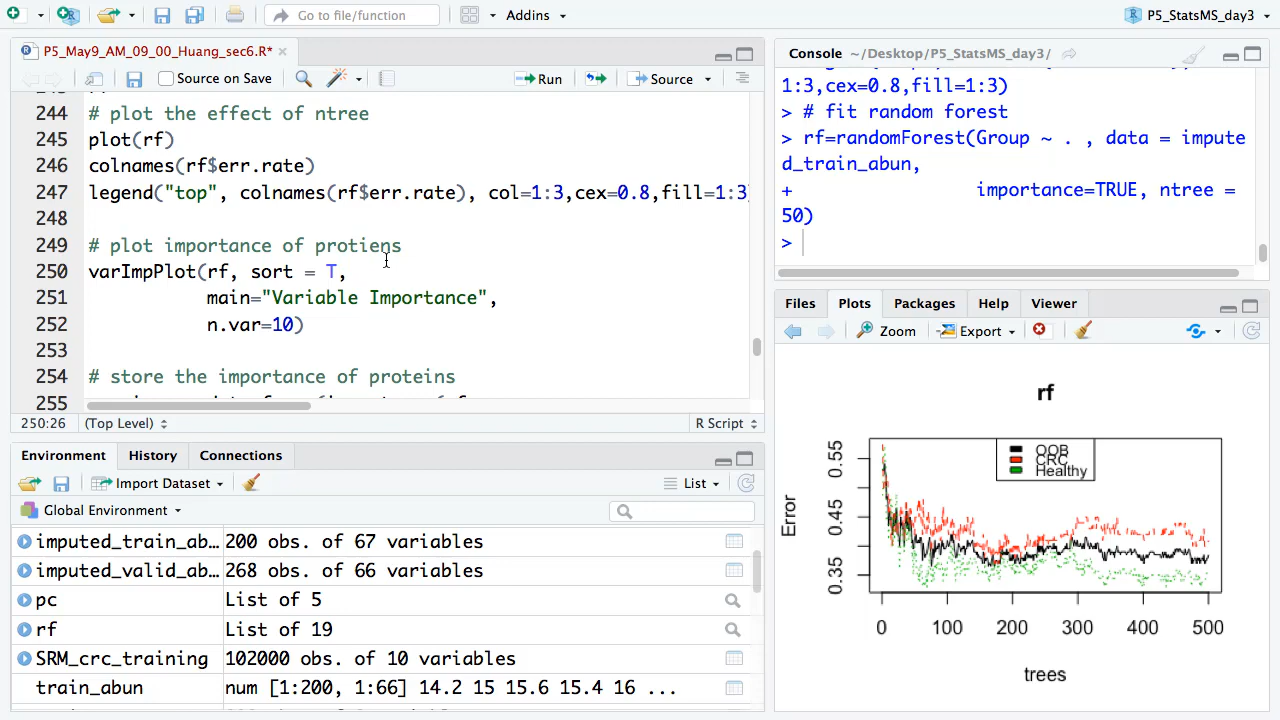 Go to file/function
Addins
P5_StatsMS_day3
P5_May9_AM_09_00_Huang_sec6.R*
Source on Save
Run
Source
244 # plot the effect of ntree
245 plot(rf)
246 colnames(rf$err.rate)
247 legend("top", colnames(rf$err.rate), col=1:3,cex=0.8,fill=1:3
248
249 # plot importance of protiens
250 varImpPlot(rf, sort = T,
251 main="Variable Importance",
252 n.var=10)
253
254 # store the importance of proteins
255
250:26 (Top Level) R Script
Environment History Connections
Import Dataset List
Global Environment
imputed_train_ab… 200 obs. of 67 variables
imputed_valid_ab… 268 obs. of 66 variables
pc List of 5
rf List of 19
SRM_crc_training 102000 obs. of 10 variables
train_abun num [1:200, 1:66] 14.2 15 15.6 15.4 16 ...
Console ~/Desktop/P5_StatsMS_day3/
1:3,cex=0.8,fill=1:3)
> # fit random forest
> rf=randomForest(Group ~ . , data = impute
d_train_abun,
+ importance=TRUE, ntree =
50)
>
Files Plots Packages Help Viewer
Zoom Export
rf
OOB
CRC
Healthy
Error
0.35 0.45 0.55
0 100 200 300 400 500
trees